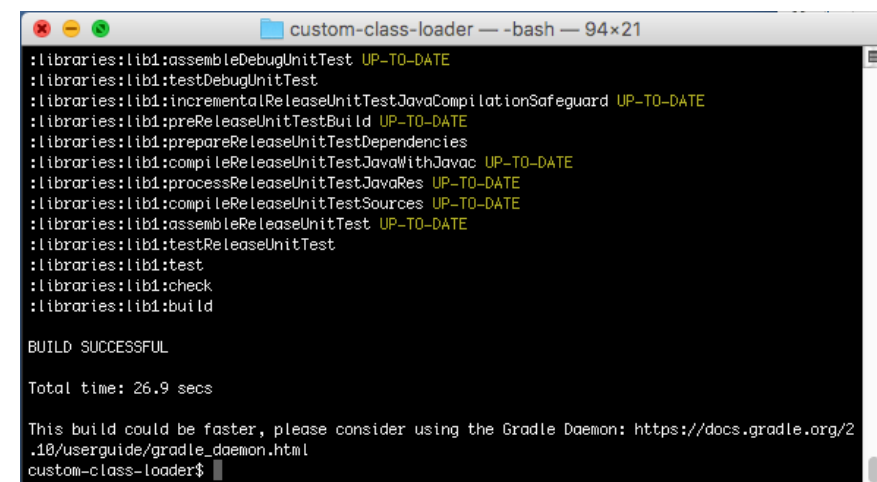 custom-class-loader — -bash — 94×21
:libraries:lib1:assembleDebugUnitTest UP-TO-DATE
:libraries:lib1:testDebugUnitTest
:libraries:lib1:incrementalReleaseUnitTestJavaCompilationSafeguard UP-TO-DATE
:libraries:lib1:preReleaseUnitTestBuild UP-TO-DATE
:libraries:lib1:prepareReleaseUnitTestDependencies
:libraries:lib1:compileReleaseUnitTestJavaWithJavac UP-TO-DATE
:libraries:lib1:processReleaseUnitTestJavaRes UP-TO-DATE
:libraries:lib1:compileReleaseUnitTestSources UP-TO-DATE
:libraries:lib1:assembleReleaseUnitTest UP-TO-DATE
:libraries:lib1:testReleaseUnitTest
:libraries:lib1:test
:libraries:lib1:check
:libraries:lib1:build
BUILD SUCCESSFUL
Total time: 26.9 secs
This build could be faster, please consider using the Gradle Daemon: https://docs.gradle.org/2
.10/userguide/gradle_daemon.html
custom-class-loader$